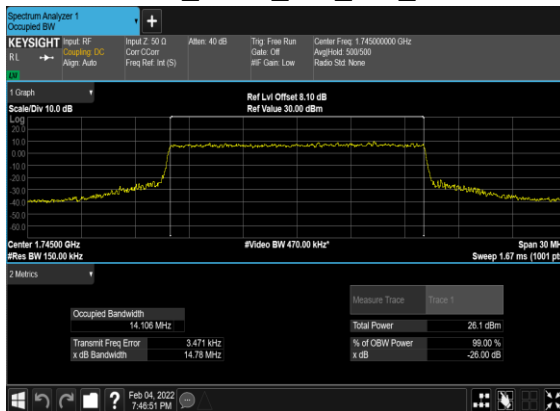 Spectrum Analyzer 1
Occupied BW
KEYSIGHT
RL
Input: RF
Coupling: DC
Align: Auto
Input Z: 50 Ω
Corr CCorr
Freq Ref: Int (S)
Atten: 40 dB
Trig: Free Run
Gate: Off
#IF Gain: Low
Center Freq: 1.745000000 GHz
Avg|Hold: 500/500
Radio Std: None
1 Graph
Scale/Div 10.0 dB
Ref Lvl Offset 8.10 dB
Ref Value 30.00 dBm
Log
20.0
10.0
0.00
-10.0
-20.0
-30.0
-40.0
-50.0
-60.0
Center 1.74500 GHz
#Res BW 150.00 kHz
#Video BW 470.00 kHz*
Span 30 MH
Sweep 1.67 ms (1001 pts
2 Metrics
Measure Trace
Trace 1
Occupied Bandwidth
14.106 MHz
Total Power
26.1 dBm
Transmit Freq Error
3.471 kHz
% of OBW Power
99.00 %
x dB Bandwidth
14.78 MHz
x dB
-26.00 dB
?
Feb 04, 2022
7:46:51 PM